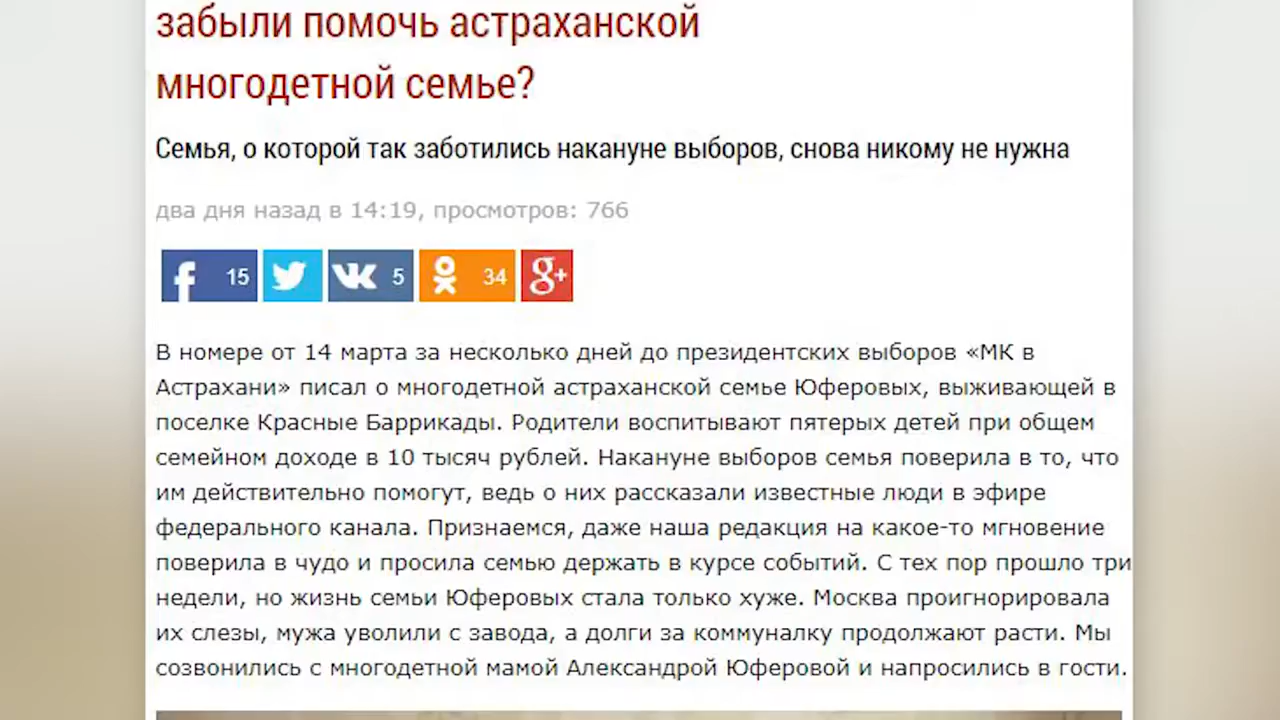 забыли помочь астраханской
многодетной семье?
Семья, о которой так заботились накануне выборов, снова никому не нужна
два дня назад в 14:19, просмотров: 766
f 15 VK 5 34 g+
В номере от 14 марта за несколько дней до президентских выборов «МК в
Астрахани» писал о многодетной астраханской семье Юферовых, выживающей в
поселке Красные Баррикады. Родители воспитывают пятерых детей при общем
семейном доходе в 10 тысяч рублей. Накануне выборов семья поверила в то, что
им действительно помогут, ведь о них рассказали известные люди в эфире
федерального канала. Признаемся, даже наша редакция на какое-то мгновение
поверила в чудо и просила семью держать в курсе событий. С тех пор прошло три
недели, но жизнь семьи Юферовых стала только хуже. Москва проигнорировала
их слезы, мужа уволили с завода, а долги за коммуналку продолжают расти. Мы
созвонились с многодетной мамой Александрой Юферовой и напросились в гости.